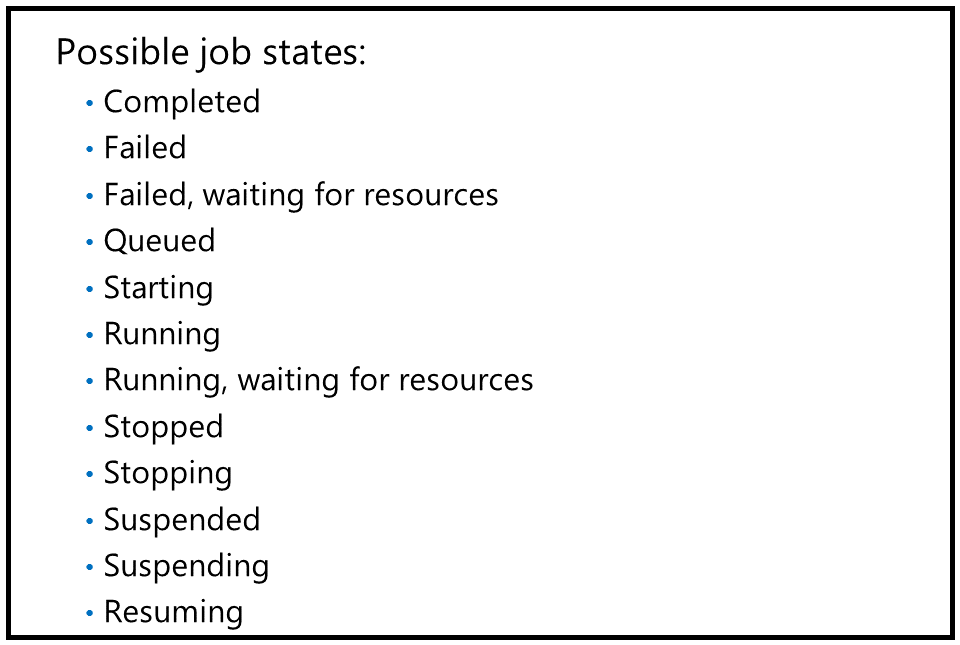 Possible job states:
• Completed
• Failed
• Failed, waiting for resources
• Queued
• Starting
• Running
• Running, waiting for resources
• Stopped
• Stopping
• Suspended
• Suspending
• Resuming